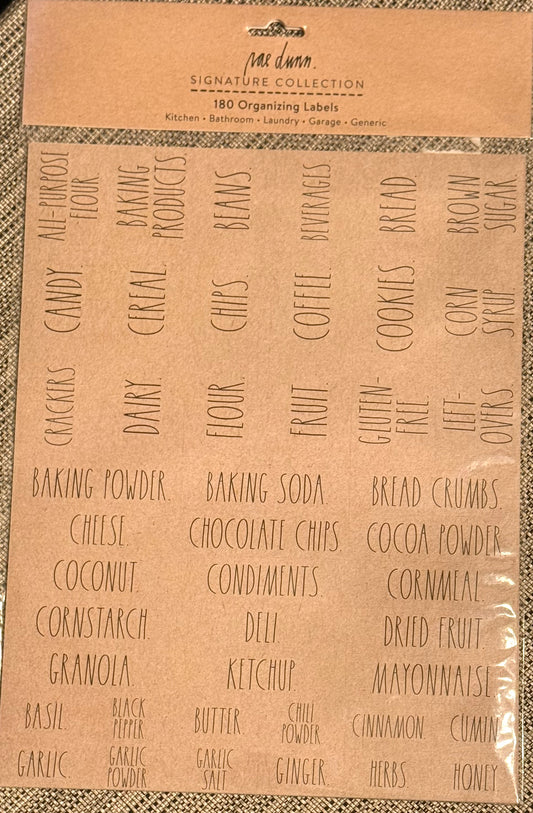 rae dunn.
SIGNATURE COLLECTION
180 Organizing Labels
Kitchen • Bathroom • Laundry • Garage • Generic
ALL-PURPOSE
FLOUR.
BAKING
PRODUCTS.
BEANS.
BEVERAGES.
BREAD.
BROWN
SUGAR.
CANDY.
CEREAL.
CHIPS.
COFFEE.
COOKIES.
CORN
SYRUP.
CRACKERS.
DAIRY.
FLOUR.
FRUIT.
GLUTEN-
FREE.
LEFT-
OVERS.
BAKING POWDER. BAKING SODA. BREAD CRUMBS.
CHEESE. CHOCOLATE CHIPS. COCOA POWDER.
COCONUT. CONDIMENTS. CORNMEAL.
CORNSTARCH. DELI. DRIED FRUIT.
GRANOLA. KETCHUP. MAYONNAISE.
BASIL.
BLACK
PEPPER.
BUTTER.
CHILI
POWDER.
CINNAMON.
CUMIN.
GARLIC.
GARLIC
POWDER.
GARLIC
SALT.
GINGER.
HERBS.
HONEY.